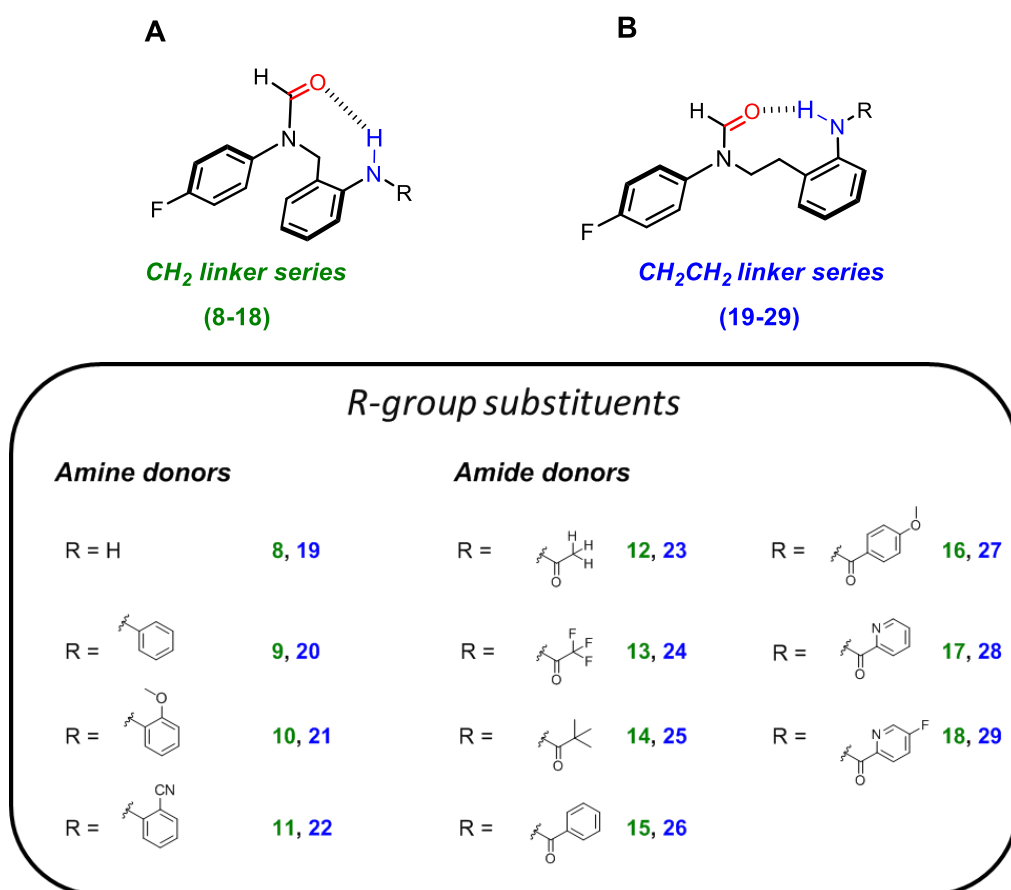 A
B
H
O
H
N
N
R
F
H
O
H
N
R
N
F
CH2 linker series
(8-18)
CH2CH2 linker series
(19-29)
R-group substituents
Amine donors
Amide donors
R = H
8, 19
R =
H
H
H
O
12, 23
R =
O
O
16, 27
R =
9, 20
R =
F
F
F
O
13, 24
R =
N
O
17, 28
R =
O
10, 21
R =
O
14, 25
R =
N
F
O
18, 29
R =
CN
11, 22
R =
O
15, 26